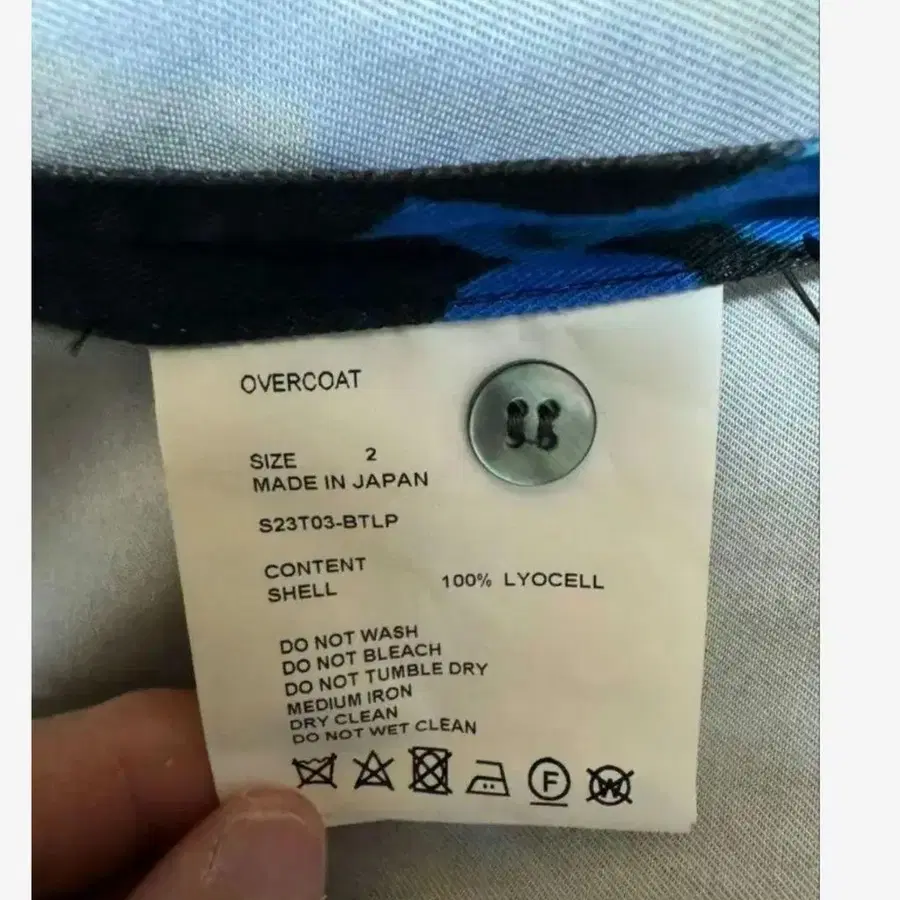 OVERCOAT
SIZE 2
MADE IN JAPAN
S23T03-BTLP
CONTENT
SHELL 100% LYOCELL
DO NOT WASH
DO NOT BLEACH
DO NOT TUMBLE DRY
MEDIUM IRON
DRY CLEAN
DO NOT WET CLEAN
F W